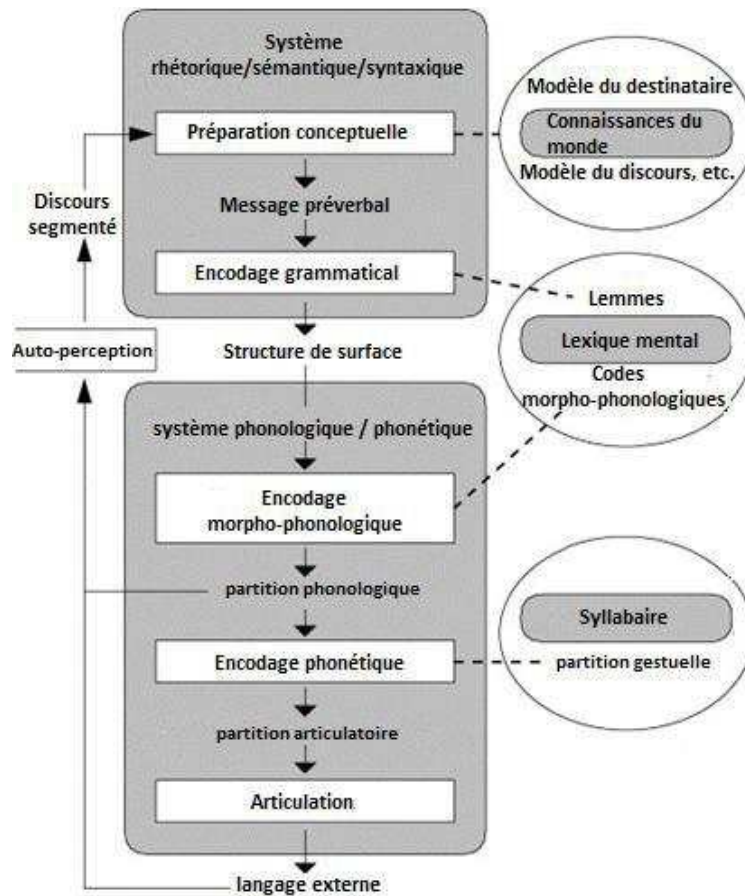 Système
rhétorique/sémantique/syntaxique
Modèle du destinataire
Préparation conceptuelle
Connaissances du
monde
Modèle du discours, etc.
Discours
segmenté
Message préverbal
Encodage grammatical
Lemmes
Auto-perception
Structure de surface
Lexique mental
Codes
morpho-phonologiques
système phonologique / phonétique
Encodage
morpho-phonologique
partition phonologique
Syllabaire
Encodage phonétique
partition gestuelle
partition articulatoire
Articulation
langage externe